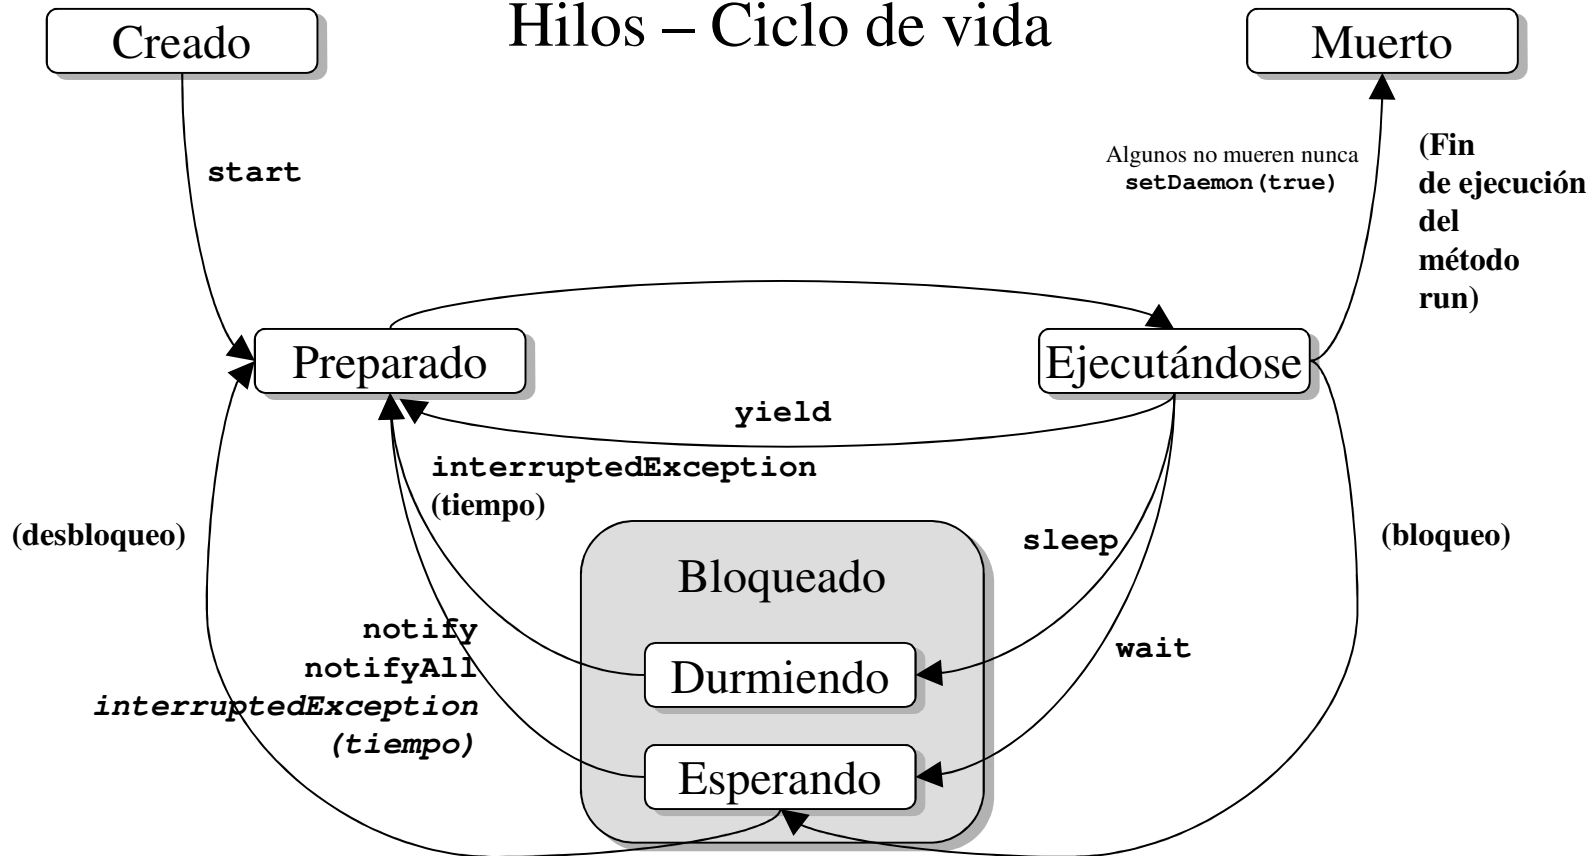 Hilos – Ciclo de vida
Creado
Muerto
start
Algunos no mueren nunca
setDaemon(true)
(Fin
de ejecución
del
método
run)
Preparado
Ejecutándose
yield
interruptedException
(tiempo)
(desbloqueo)
sleep
(bloqueo)
Bloqueado
notify
notifyAll
interruptedException
(tiempo)
wait
Durmiendo
Esperando